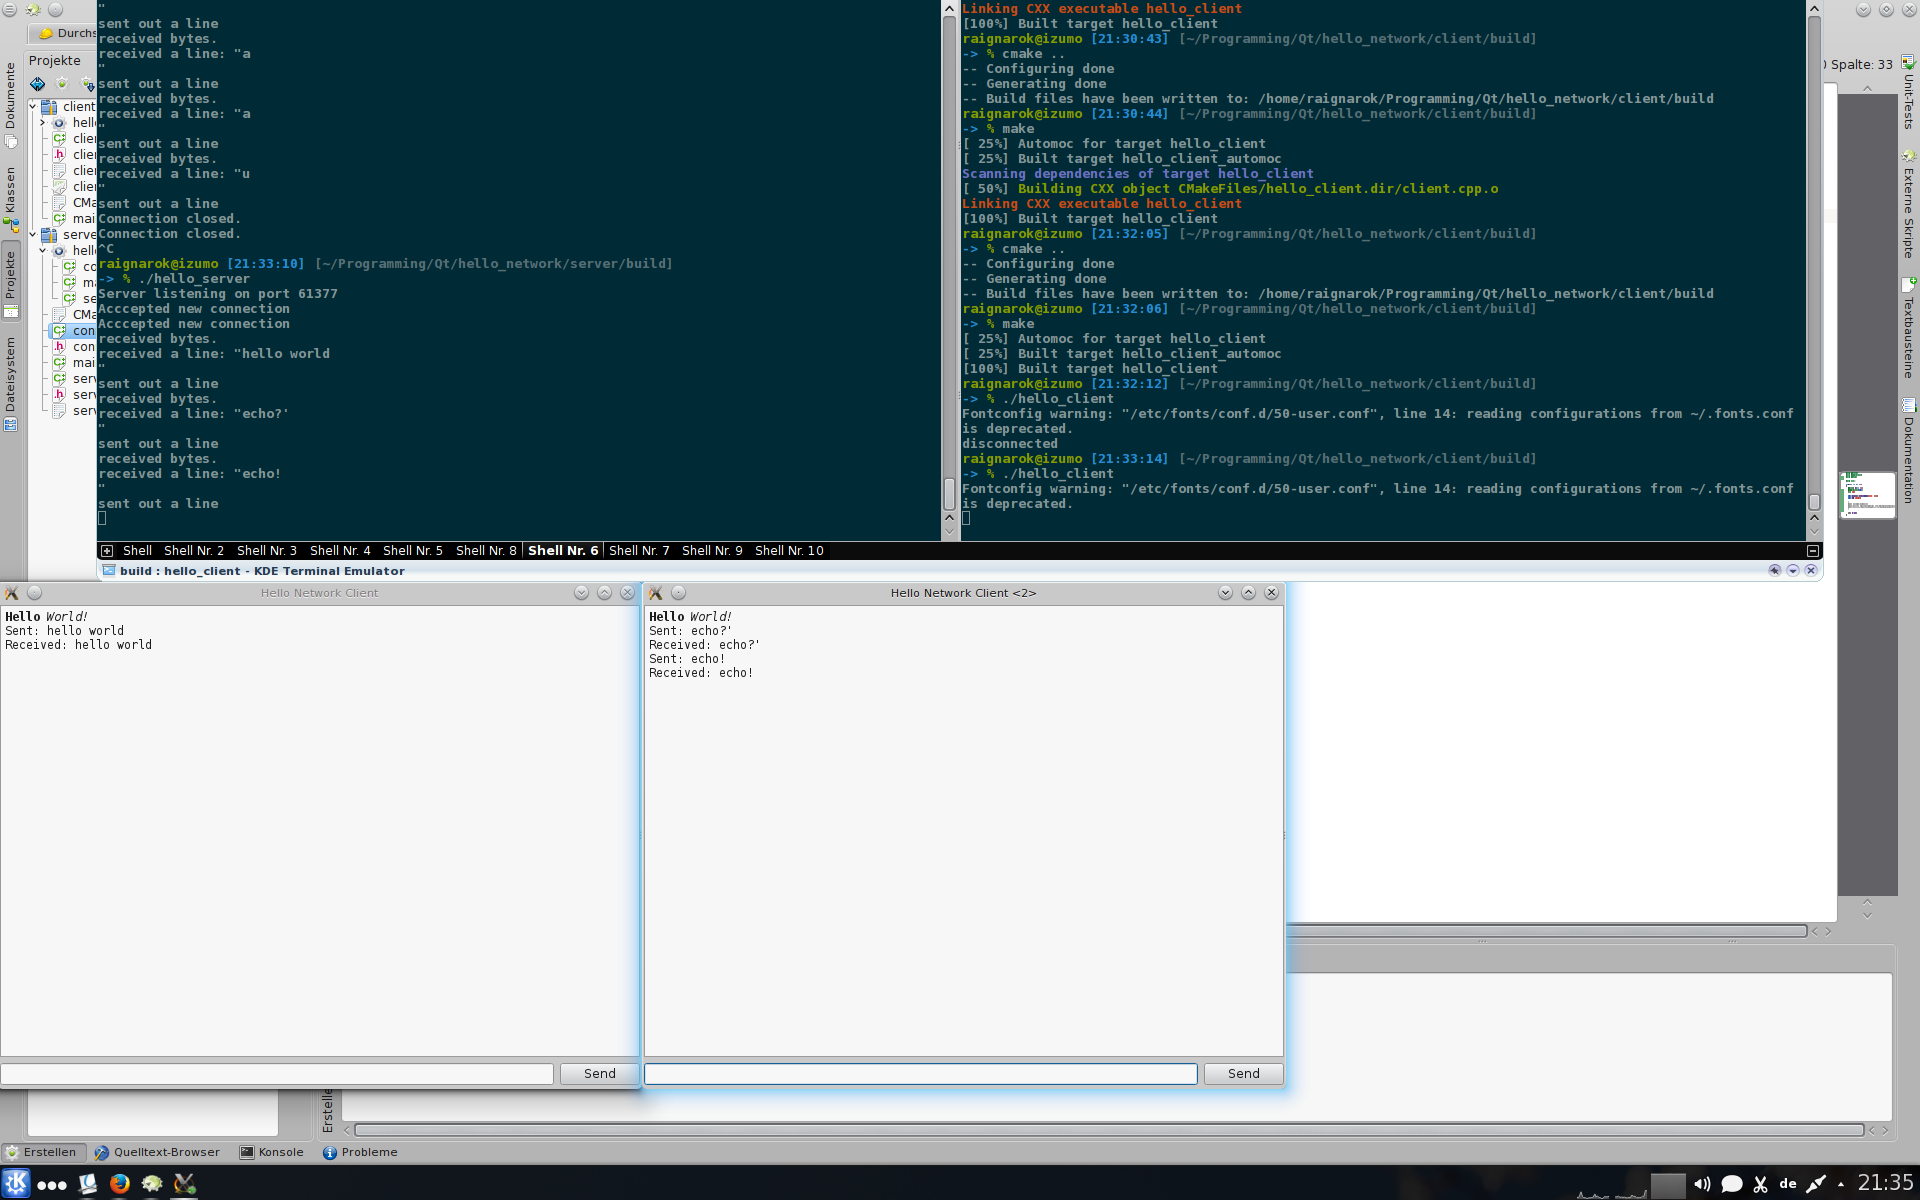 "
sent out a line
received bytes.
received a line: "a
"
sent out a line
received bytes.
received a line: "a
"
sent out a line
received bytes.
received a line: "u
"
sent out a line
Connection closed.
Connection closed.
^C
raignarok@izumo [21:33:10] [~/Programming/Qt/hello_network/server/build]
-> % ./hello_server
Server listening on port 61377
Acccepted new connection
Acccepted new connection
received bytes.
received a line: "hello world
"
sent out a line
received bytes.
received a line: "echo?'
"
sent out a line
received bytes.
received a line: "echo!
"
sent out a line
Linking CXX executable hello_client
[100%] Built target hello_client
raignarok@izumo [21:30:43] [~/Programming/Qt/hello_network/client/build]
-> % cmake ..
-- Configuring done
-- Generating done
-- Build files have been written to: /home/raignarok/Programming/Qt/hello_network/client/build
raignarok@izumo [21:30:44] [~/Programming/Qt/hello_network/client/build]
-> % make
[ 25%] Automoc for target hello_client
[ 25%] Built target hello_client_automoc
Scanning dependencies of target hello_client
[ 50%] Building CXX object CMakeFiles/hello_client.dir/client.cpp.o
Linking CXX executable hello_client
[100%] Built target hello_client
raignarok@izumo [21:32:05] [~/Programming/Qt/hello_network/client/build]
-> % cmake ..
-- Configuring done
-- Generating done
-- Build files have been written to: /home/raignarok/Programming/Qt/hello_network/client/build
raignarok@izumo [21:32:06] [~/Programming/Qt/hello_network/client/build]
-> % make
[ 25%] Automoc for target hello_client
[ 25%] Built target hello_client_automoc
[100%] Built target hello_client
raignarok@izumo [21:32:12] [~/Programming/Qt/hello_network/client/build]
-> % ./hello_client
Fontconfig warning: "/etc/fonts/conf.d/50-user.conf", line 14: reading configurations from ~/.fonts.conf
is deprecated.
disconnected
raignarok@izumo [21:33:14] [~/Programming/Qt/hello_network/client/build]
-> % ./hello_client
Fontconfig warning: "/etc/fonts/conf.d/50-user.conf", line 14: reading configurations from ~/.fonts.conf
is deprecated.
Shell Shell Nr. 2 Shell Nr. 3 Shell Nr. 4 Shell Nr. 5 Shell Nr. 8 Shell Nr. 6 Shell Nr. 7 Shell Nr. 9 Shell Nr. 10
build : hello_client - KDE Terminal Emulator
Durchs
Projekte
client
hell
clie
clie
clie
clie
CMa
mai
serve
hello
co
ma
se
CMa
con
con
mai
serv
serv
serv
Dokumente
Klassen
Projekte
Dateisystem
Spalte: 33
Unit-Tests
Externe Skripte
Textbausteine
Dokumentation
Hello Network Client
Hello World!
Sent: hello world
Received: hello world
Send
Hello Network Client <2>
Hello World!
Sent: echo?'
Received: echo?'
Sent: echo!
Received: echo!
Send
Erstelle
Erstellen Quelltext-Browser Konsole Probleme
de 21:35